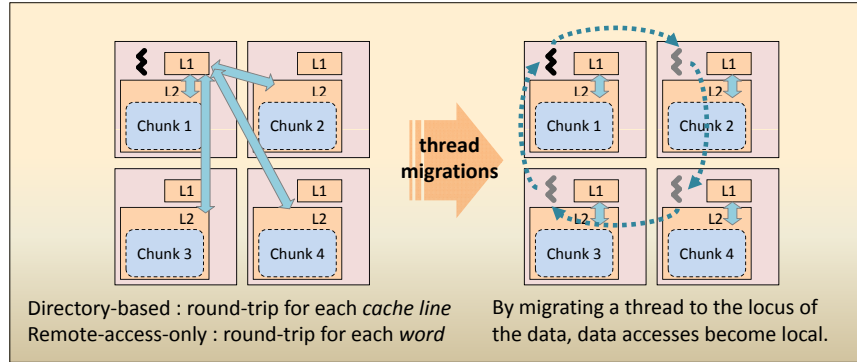 L1
L1
L2
L2
Chunk 1
Chunk 2
L1
L1
L2
L2
Chunk 3
Chunk 4
thread
migrations
L1
L1
L2
L2
Chunk 1
Chunk 2
L1
L1
L2
L2
Chunk 3
Chunk 4
Directory-based : round-trip for each cache line
Remote-access-only : round-trip for each word
By migrating a thread to the locus of
the data, data accesses become local.